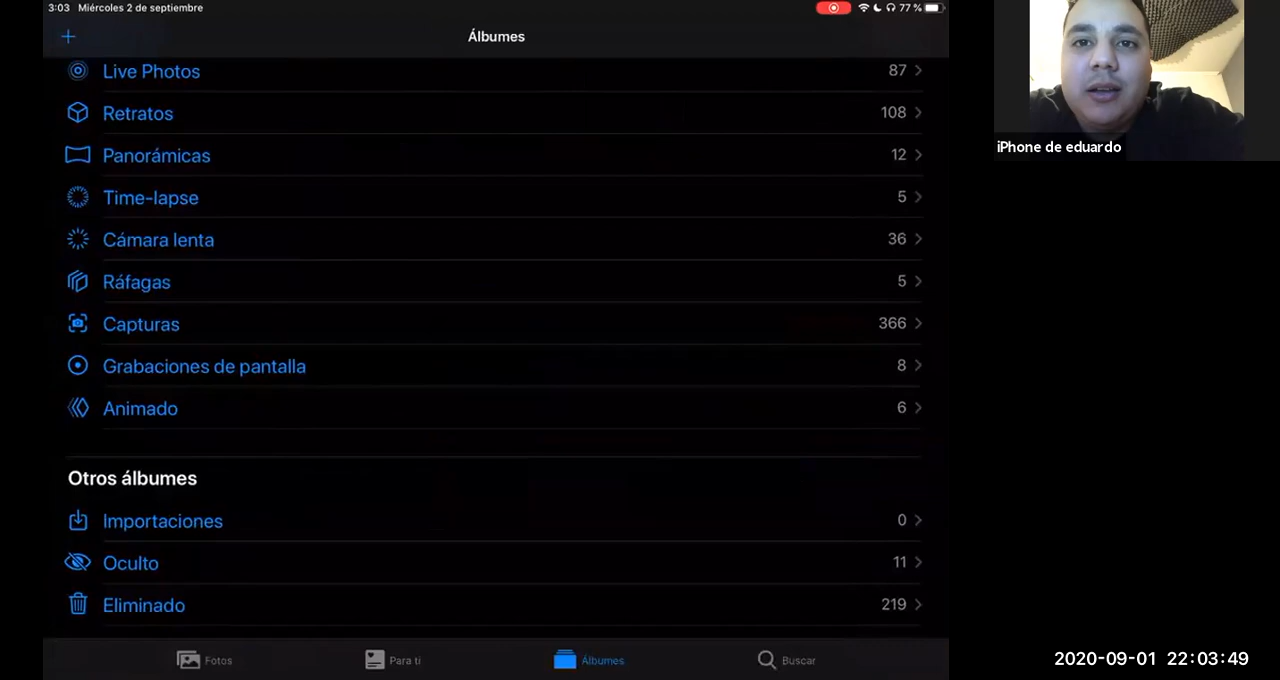 3:03 Miércoles 2 de septiembre
77 %
Álbumes
Live Photos 87
Retratos 108
Panorámicas 12
Time-lapse 5
Cámara lenta 36
Ráfagas 5
Capturas 366
Grabaciones de pantalla 8
Animado 6
Otros álbumes
Importaciones 0
Oculto 11
Eliminado 219
Fotos
Para ti
Álbumes
Buscar
iPhone de eduardo
2020-09-01 22:03:49